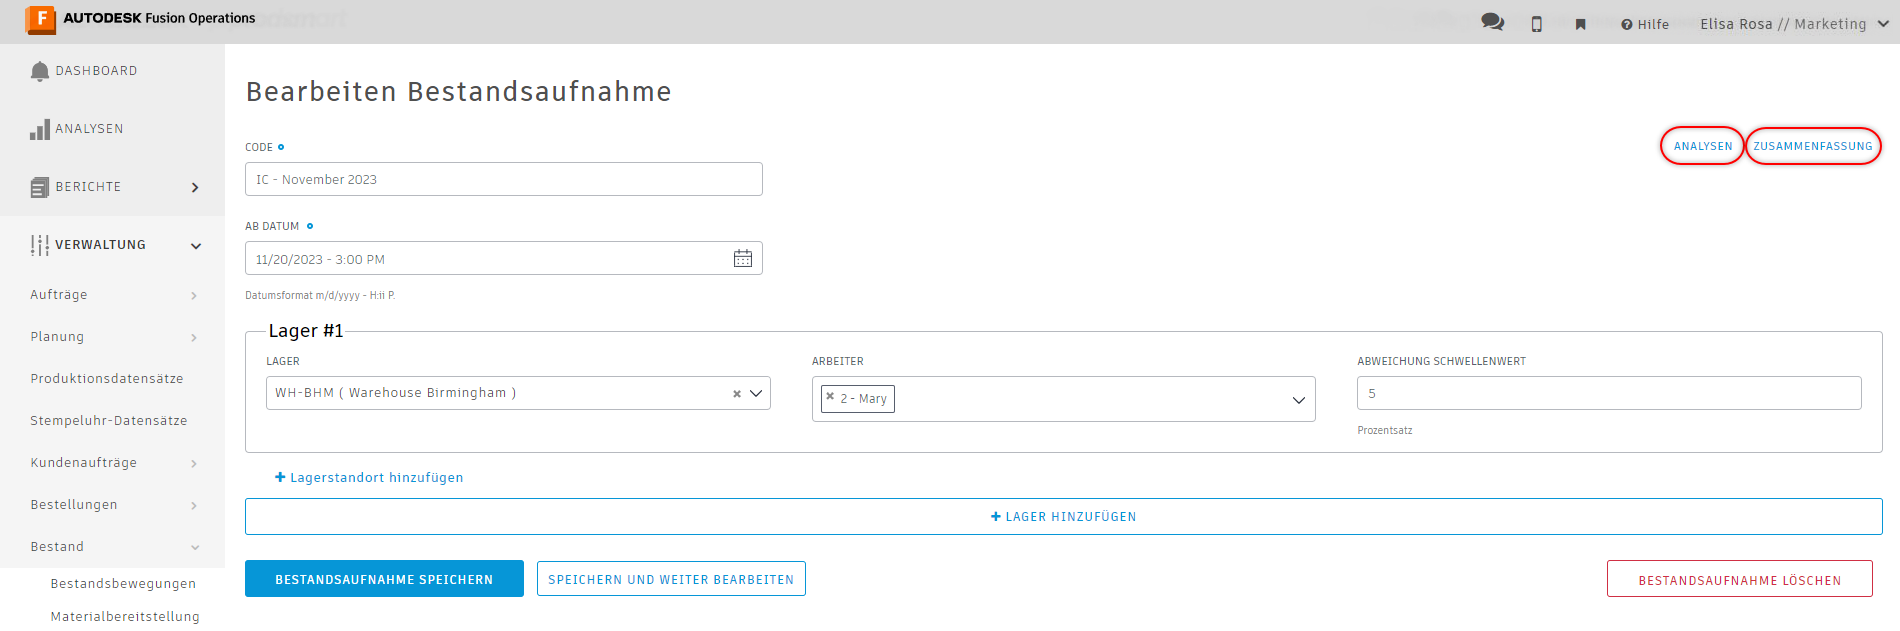 AUTODESK Fusion Operations
Hilfe
Elisa Rosa // Marketing
DASHBOARD
ANALYSEN
BERICHTE
VERWALTUNG
Aufträge
Planung
Produktionsdatensätze
Stempeluhr-Datensätze
Kundenaufträge
Bestellungen
Bestand
Bestandsbewegungen
Materialbereitstellung
Bearbeiten Bestandsaufnahme
ANALYSEN
ZUSAMMENFASSUNG
CODE
IC - November 2023
AB DATUM
11/20/2023 - 3:00 PM
Datumsformat m/d/yyyy - H:ii P.
Lager #1
LAGER
WH-BHM ( Warehouse Birmingham )
ARBEITER
2 - Mary
ABWEICHUNG SCHWELLENWERT
5
Prozentsatz
Lagerstandort hinzufügen
LAGER HINZUFÜGEN
BESTANDSAUFNAHME SPEICHERN
SPEICHERN UND WEITER BEARBEITEN
BESTANDSAUFNAHME LÖSCHEN